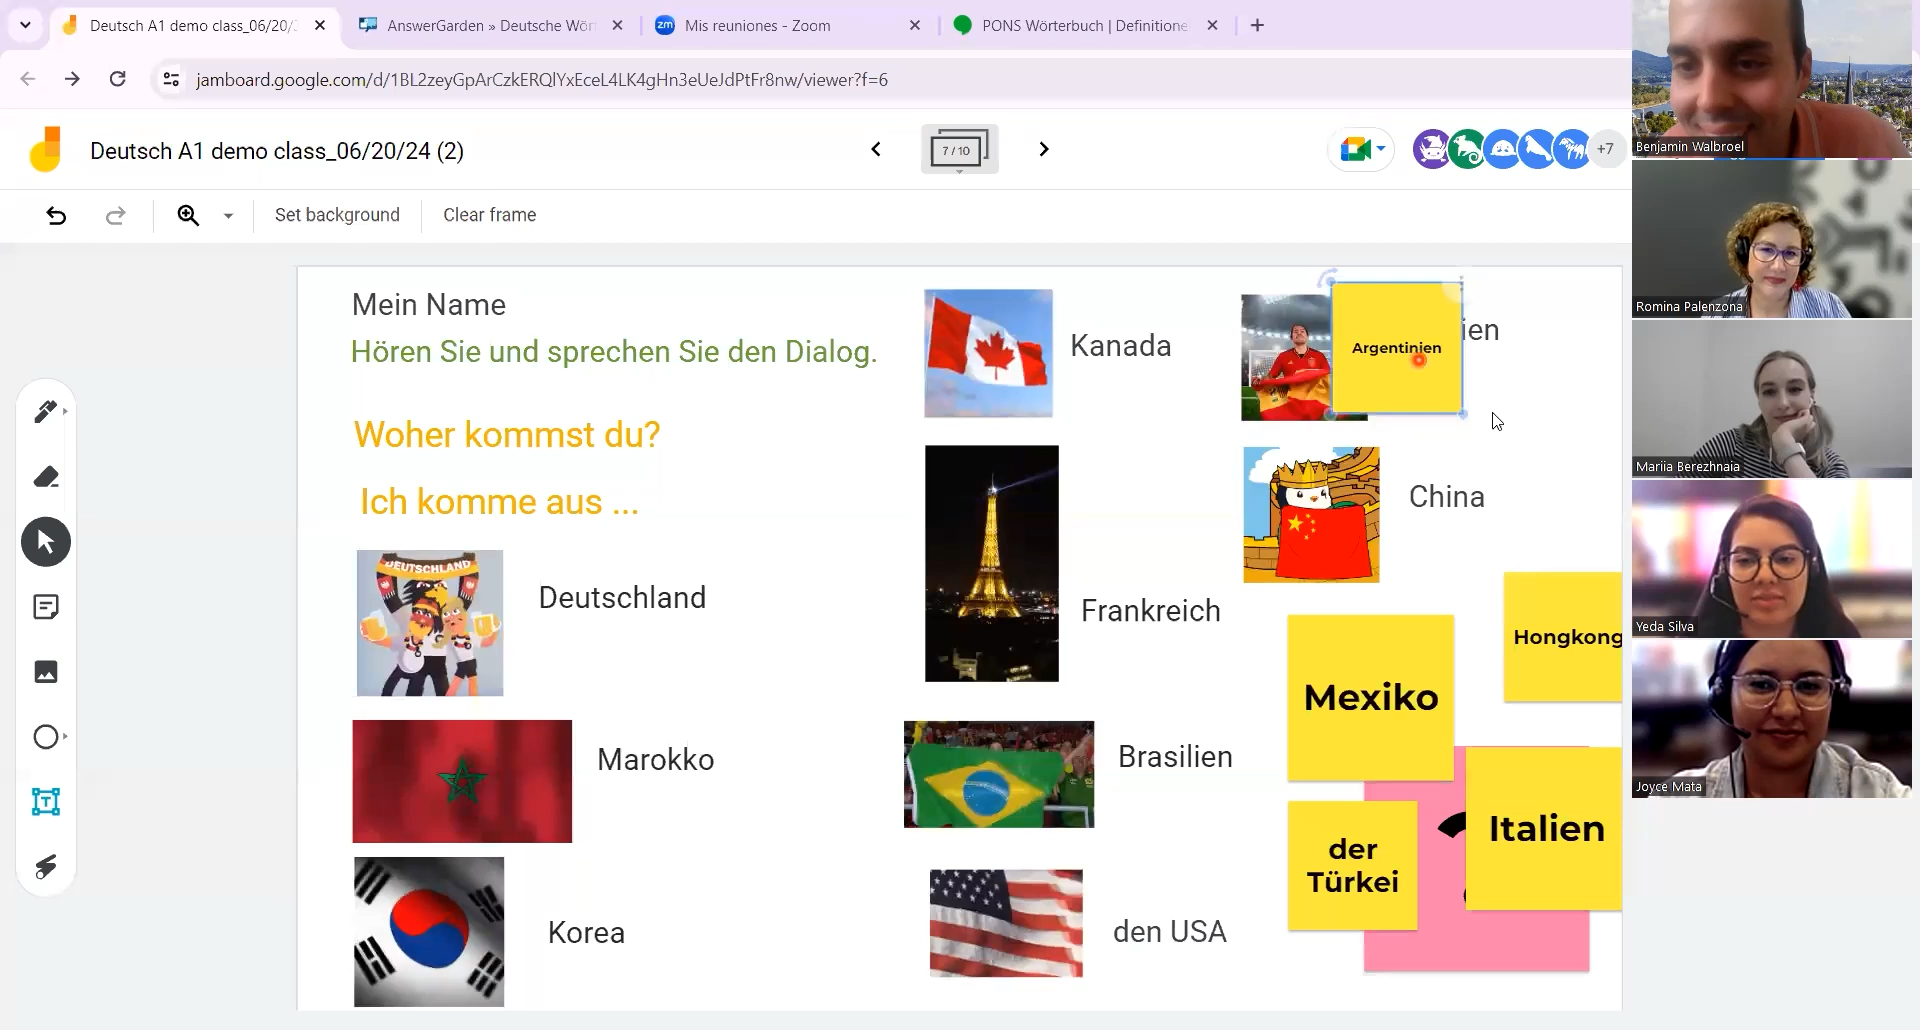 Deutsch A1 demo class_06/20/
AnswerGarden » Deutsche Wör
zm
Mis reuniones - Zoom
PONS Wörterbuch | Definitione
jamboard.google.com/d/1BL2zeyGpArCzkERQlYxEceL4LK4gHn3eUeJdPtFr8nw/viewer?f=6
Deutsch A1 demo class_06/20/24 (2)
7 / 10
+7
Set background
Clear frame
Mein Name
Hören Sie und sprechen Sie den Dialog.
Woher kommst du?
Ich komme aus ...
DEUTSCHLAND
Deutschland
Marokko
Korea
Kanada
Frankreich
Brasilien
den USA
Argentinien
ien
China
Hongkong
Mexiko
Italien
der
Türkei
Benjamin Walbroel
Romina Palenzona
Mariia Berezhnaia
Yeda Silva
Joyce Mata